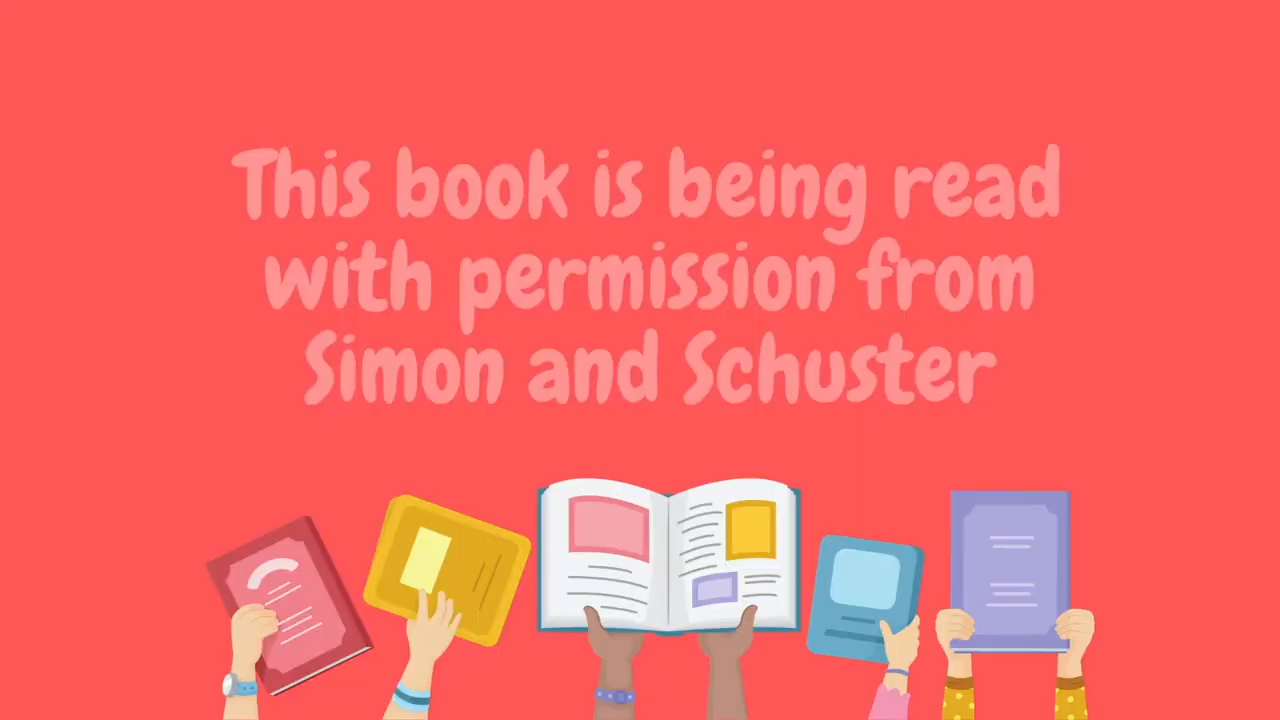 This book is being read
with permission from
Simon and Schuster